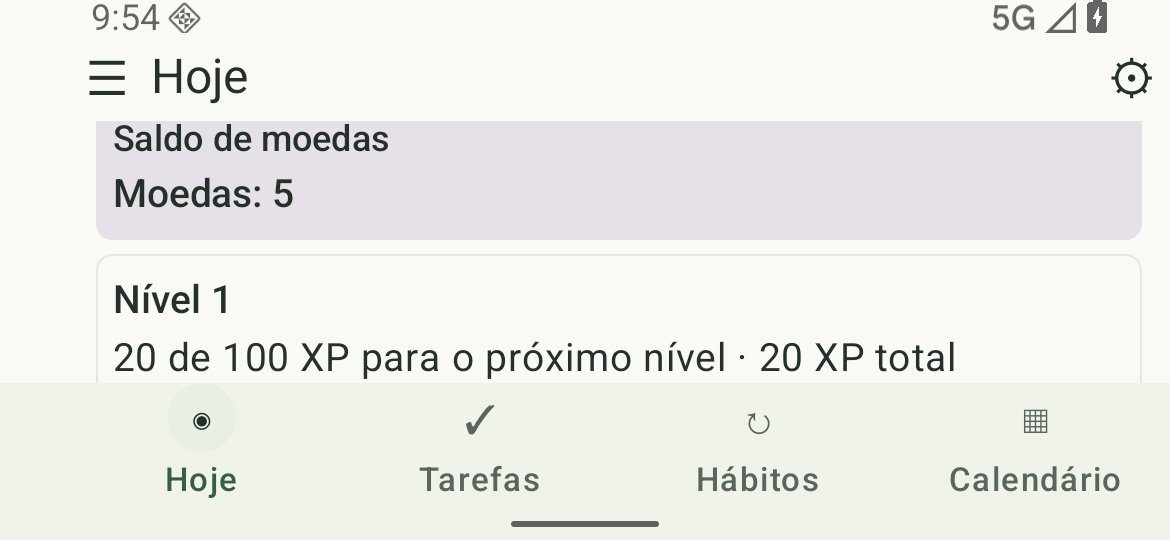 9:54 5G
Hoje
Saldo de moedas
Moedas: 5
Nível 1
20 de 100 XP para o próximo nível · 20 XP total
Hoje Tarefas Hábitos Calendário